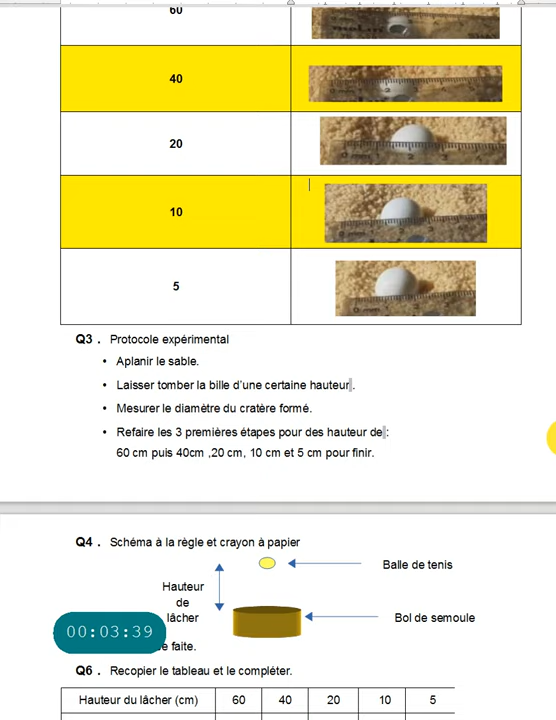 60
40
20
10
5
Q3 . Protocole expérimental
• Aplanir le sable.
• Laisser tomber la bille d'une certaine hauteur .
• Mesurer le diamètre du cratère formé.
• Refaire les 3 premières étapes pour des hauteur de :
60 cm puis 40cm ,20 cm, 10 cm et 5 cm pour finir.
Q4 . Schéma à la règle et crayon à papier
Balle de tenis
Hauteur
de
lâcher
Bol de semoule
00:03:39
e faite.
Q6 . Recopier le tableau et le compléter.
Hauteur du lâcher (cm) 60 40 20 10 5